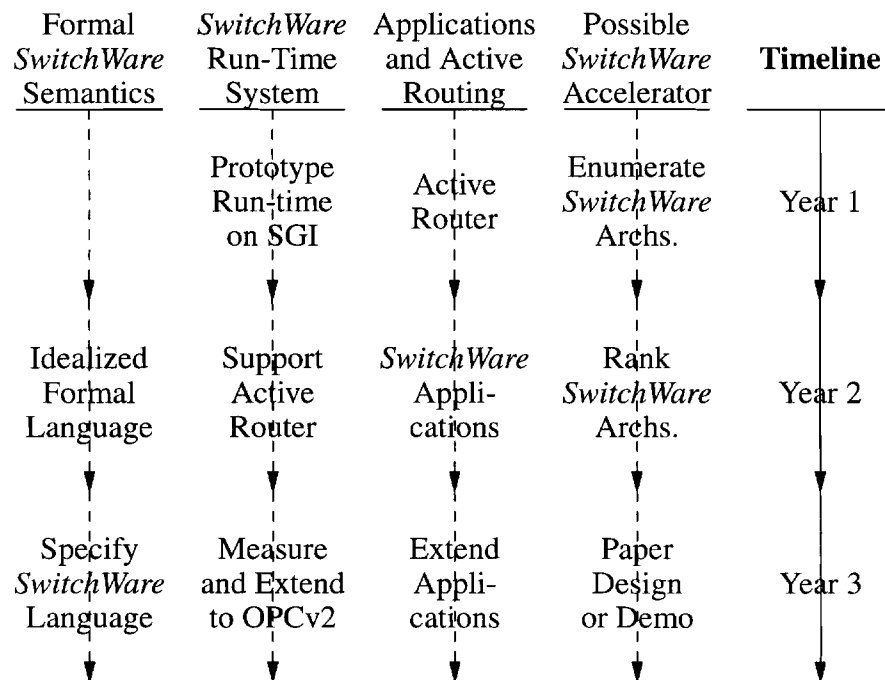 Formal
SwitchWare
Semantics
SwitchWare
Run-Time
System
Applications
and Active
Routing
Possible
SwitchWare
Accelerator
Timeline
Prototype
Run-time
on SGI
Active
Router
Enumerate
SwitchWare
Archs.
Year 1
Idealized
Formal
Language
Support
Active
Router
SwitchWare
Appli-
cations
Rank
SwitchWare
Archs.
Year 2
Specify
SwitchWare
Language
Measure
and Extend
to OPCv2
Extend
Appli-
cations
Paper
Design
or Demo
Year 3